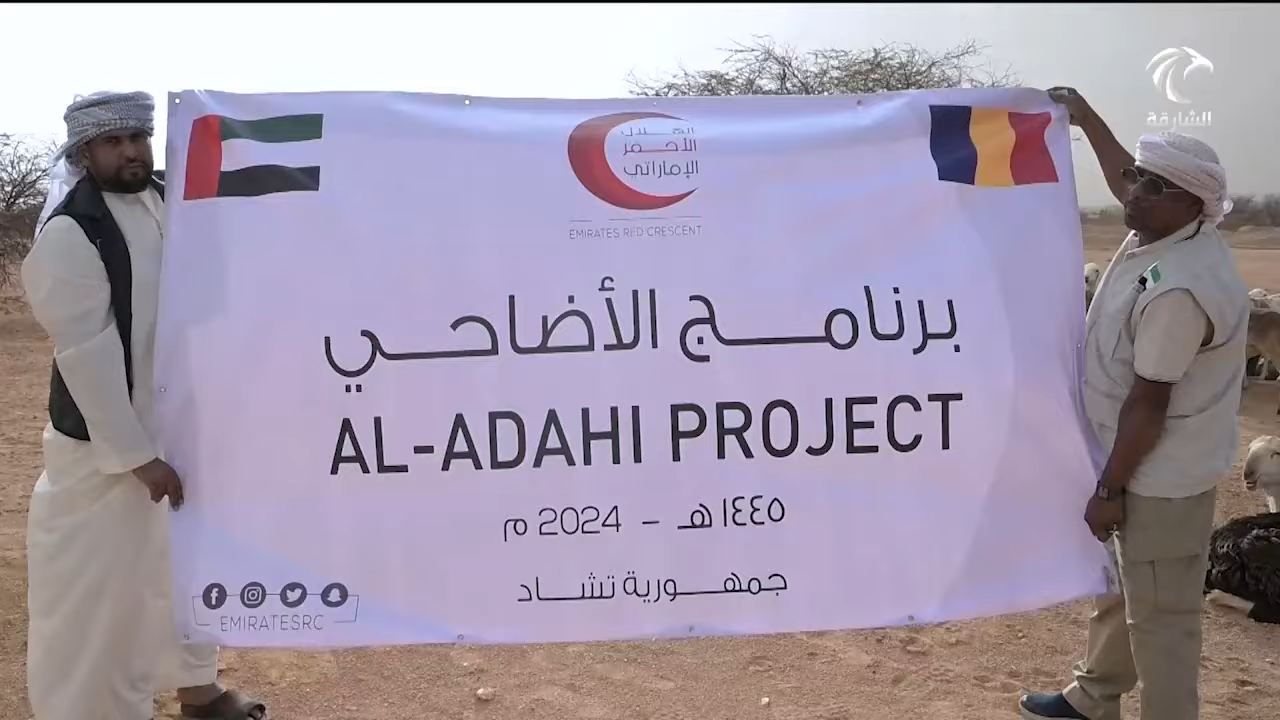 الشارقة
الهلال
الأحمر
الإماراتي
EMIRATES RED CRESCENT
برنامج الأضاحي
AL-ADAHI PROJECT
١٤٤٥ هـ - 2024 م
جمهورية تشاد
EMIRATESRC